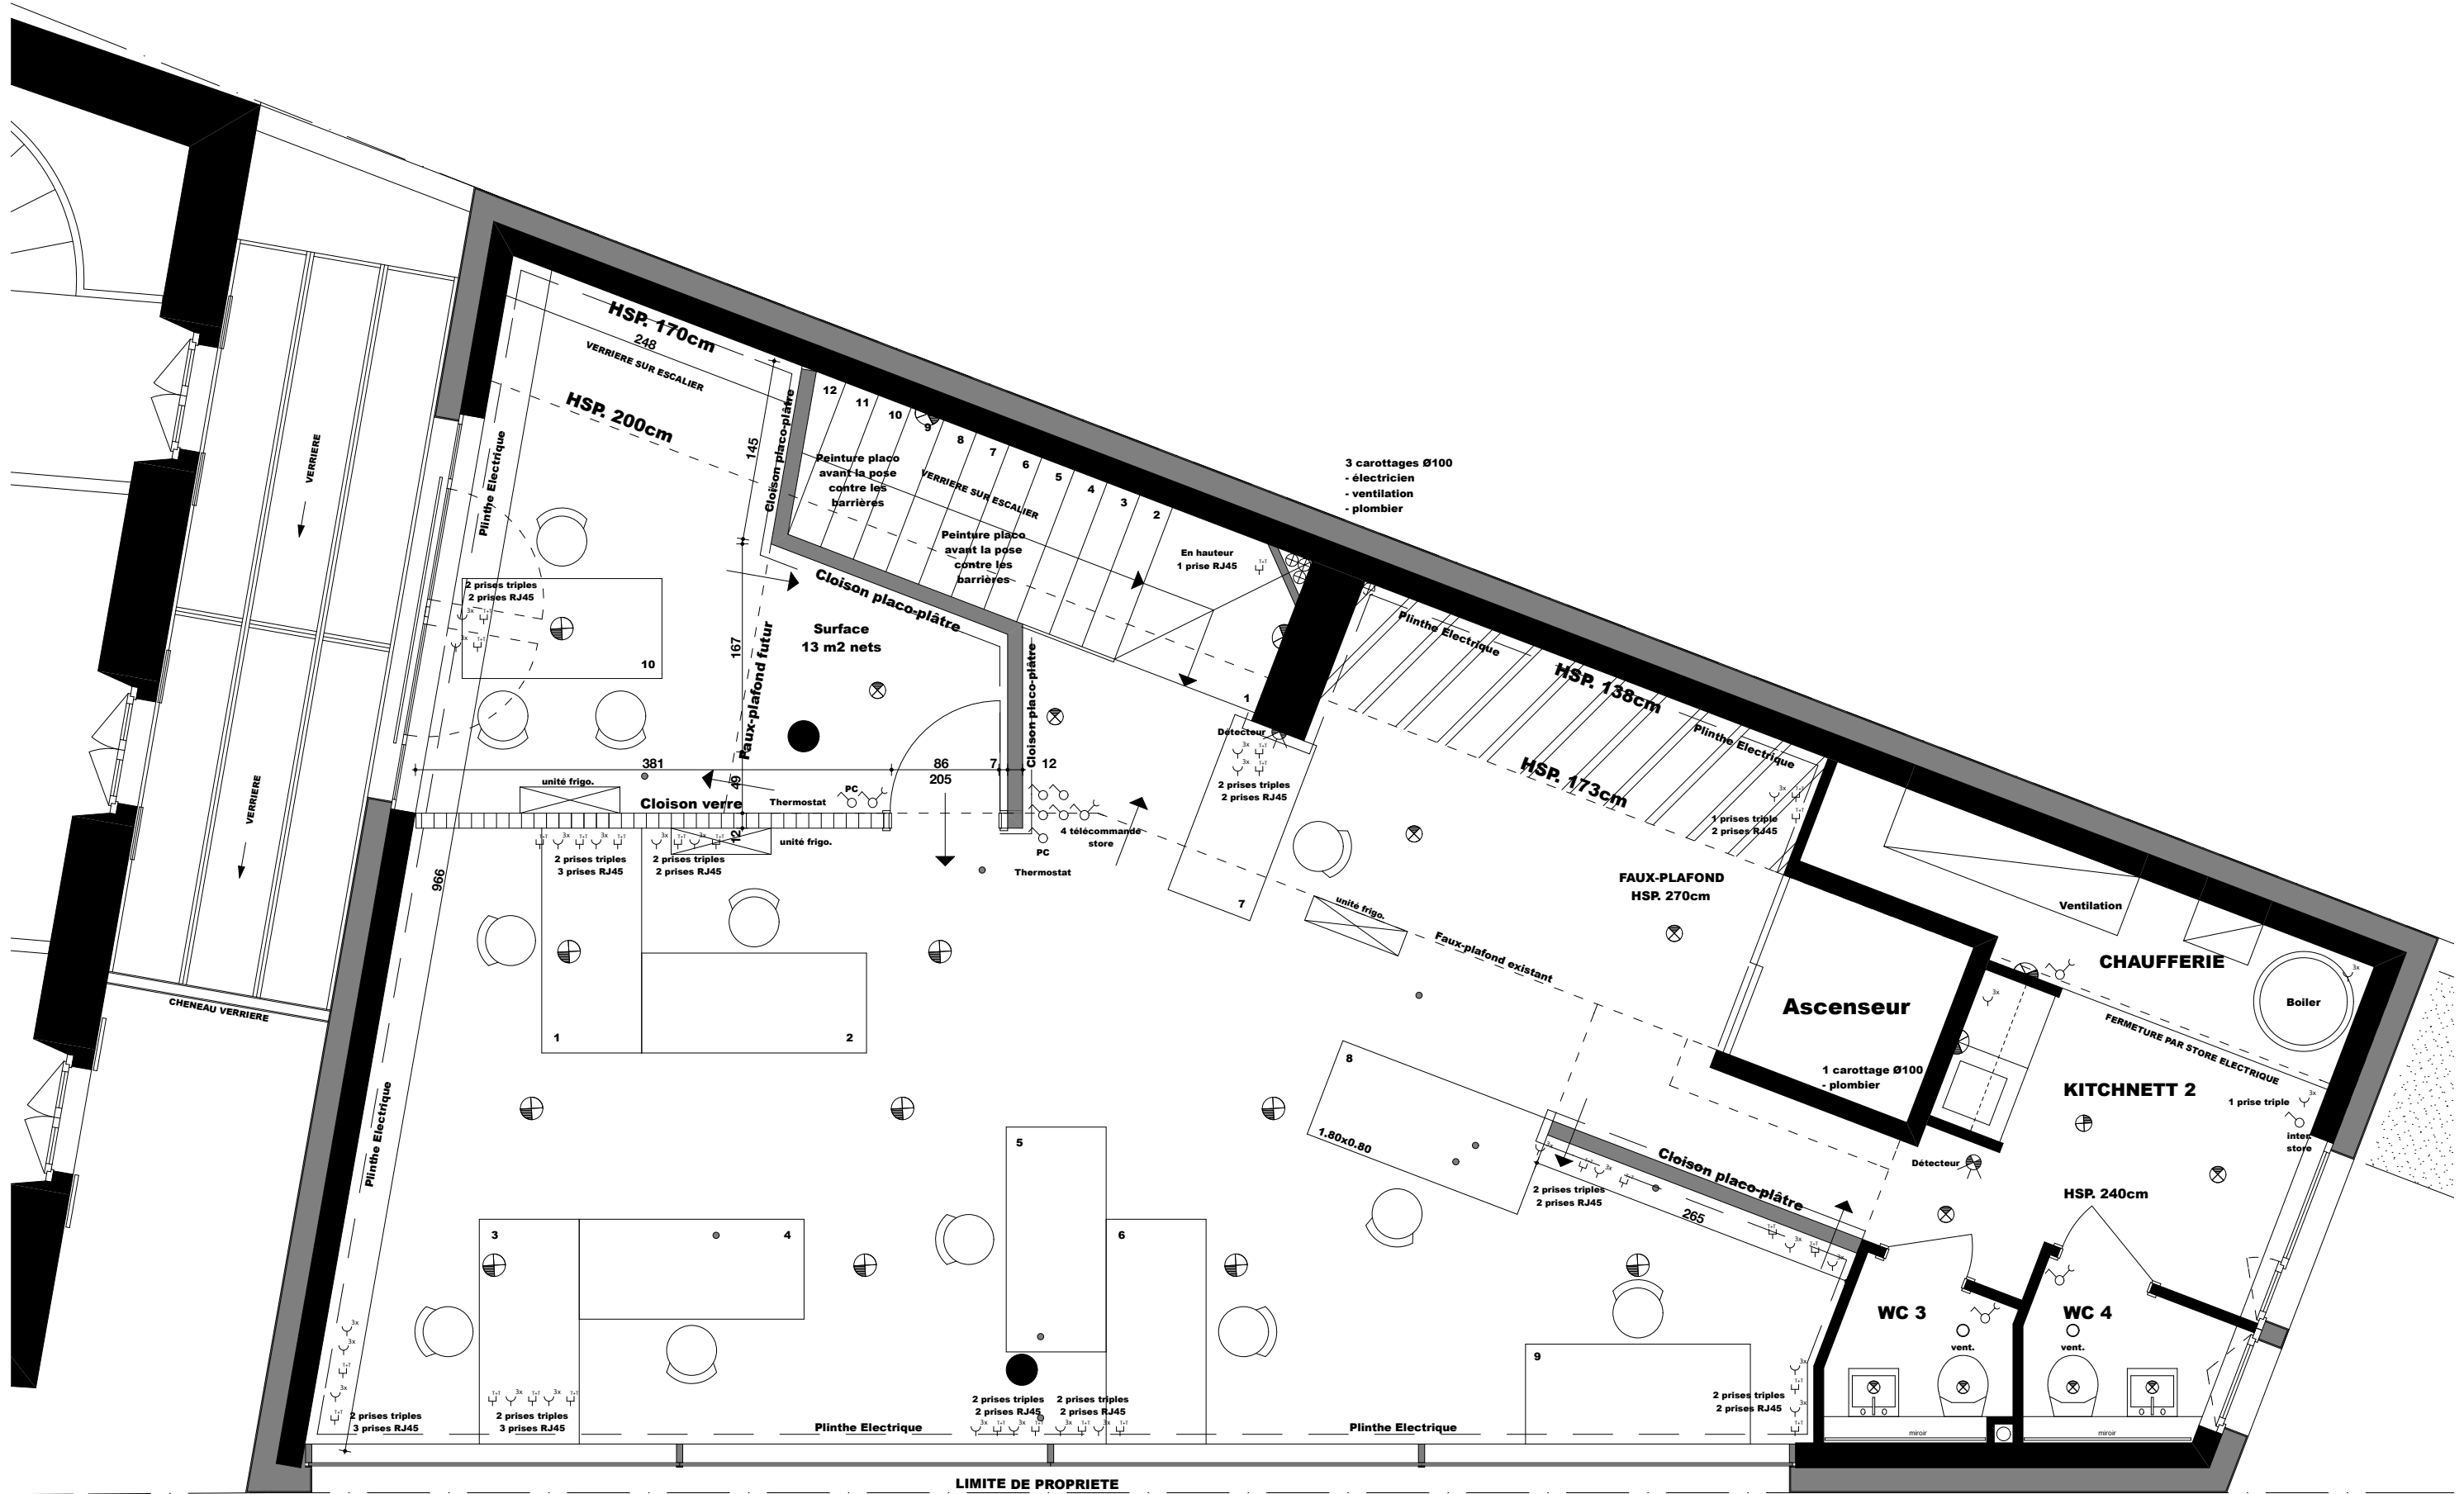 HSP. 170cm
248
VERRIERE SUR ESCALIER
HSP. 200cm
VERRIERE
VERRIERE
CHENEAU VERRIERE
Plinthe Electrique
145
Cloison placo-plâtre
12
11
10
9
8
7
6
5
4
3
2
1
Peinture placo
avant la pose
contre les
barrières
VERRIERE SUR ESCALIER
Peinture placo
avant la pose
contre les
barrières
3 carottages Ø100
- électricien
- ventilation
- plombier
En hauteur
1 prise RJ45
T+T
2 prises triples
2 prises RJ45
3x
T+T
3x
T+T
10
Cloison placo-plâtre
Surface
13 m2 nets
167
Faux-plafond futur
Cloison placo-plâtre
Plinthe Electrique
HSP. 138cm
Plinthe Electrique
HSP. 173cm
Détecteur
3x
T+T
3x
T+T
2 prises triples
2 prises RJ45
7
381
86
7
12
205
49
12
unité frigo.
Cloison verre
Thermostat
PC
unité frigo.
4 télécommande
store
PC
Thermostat
2 prises triples
3 prises RJ45
2 prises triples
2 prises RJ45
966
1
2
3x
T+T
1 prises triple
2 prises RJ45
FAUX-PLAFOND
HSP. 270cm
unité frigo.
Faux-plafond existant
Ventilation
CHAUFFERIE
Boiler
3x
3x
Ascenseur
FERMETURE PAR STORE ELECTRIQUE
1 carottage Ø100
- plombier
KITCHNETT 2
1 prise triple
3x
inter.
store
Détecteur
HSP. 240cm
8
1.80x0.80
Cloison placo-plâtre
2 prises triples
2 prises RJ45
265
Plinthe Electrique
5
6
3
4
9
WC 3
WC 4
vent.
vent.
miroir
miroir
2 prises triples
3 prises RJ45
2 prises triples
3 prises RJ45
Plinthe Electrique
2 prises triples
2 prises RJ45
2 prises triples
2 prises RJ45
Plinthe Electrique
2 prises triples
2 prises RJ45
LIMITE DE PROPRIETE